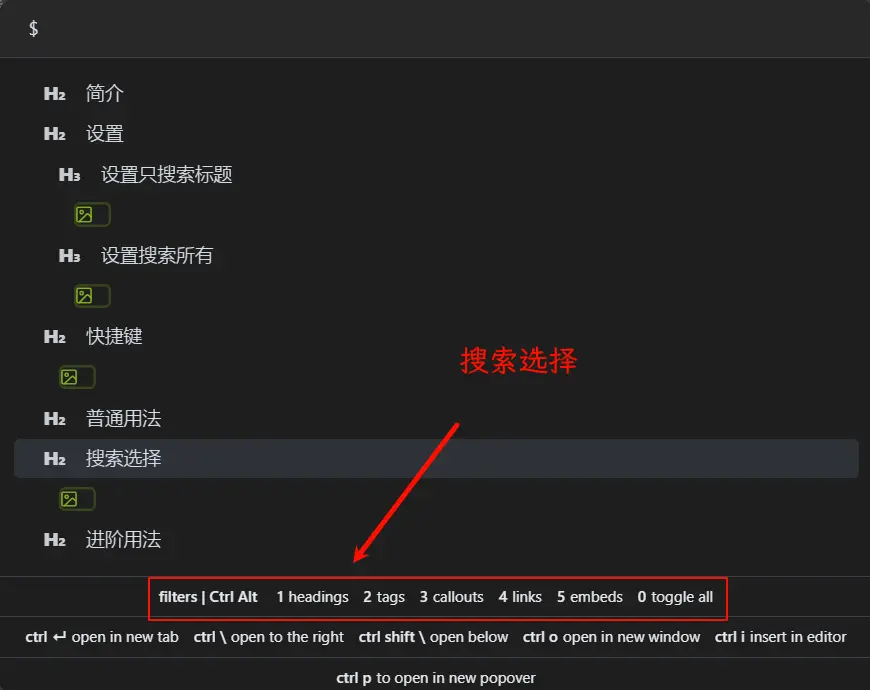 $
H₂ 简介
H₂ 设置
H₃ 设置只搜索标题
H₃ 设置搜索所有
H₂ 快捷键
搜索选择
H₂ 普通用法
H₂ 搜索选择
H₂ 进阶用法
filters | Ctrl Alt 1 headings 2 tags 3 callouts 4 links 5 embeds 0 toggle all
ctrl ↵ open in new tab ctrl \ open to the right ctrl shift \ open below ctrl o open in new window ctrl i insert in editor
ctrl p to open in new popover